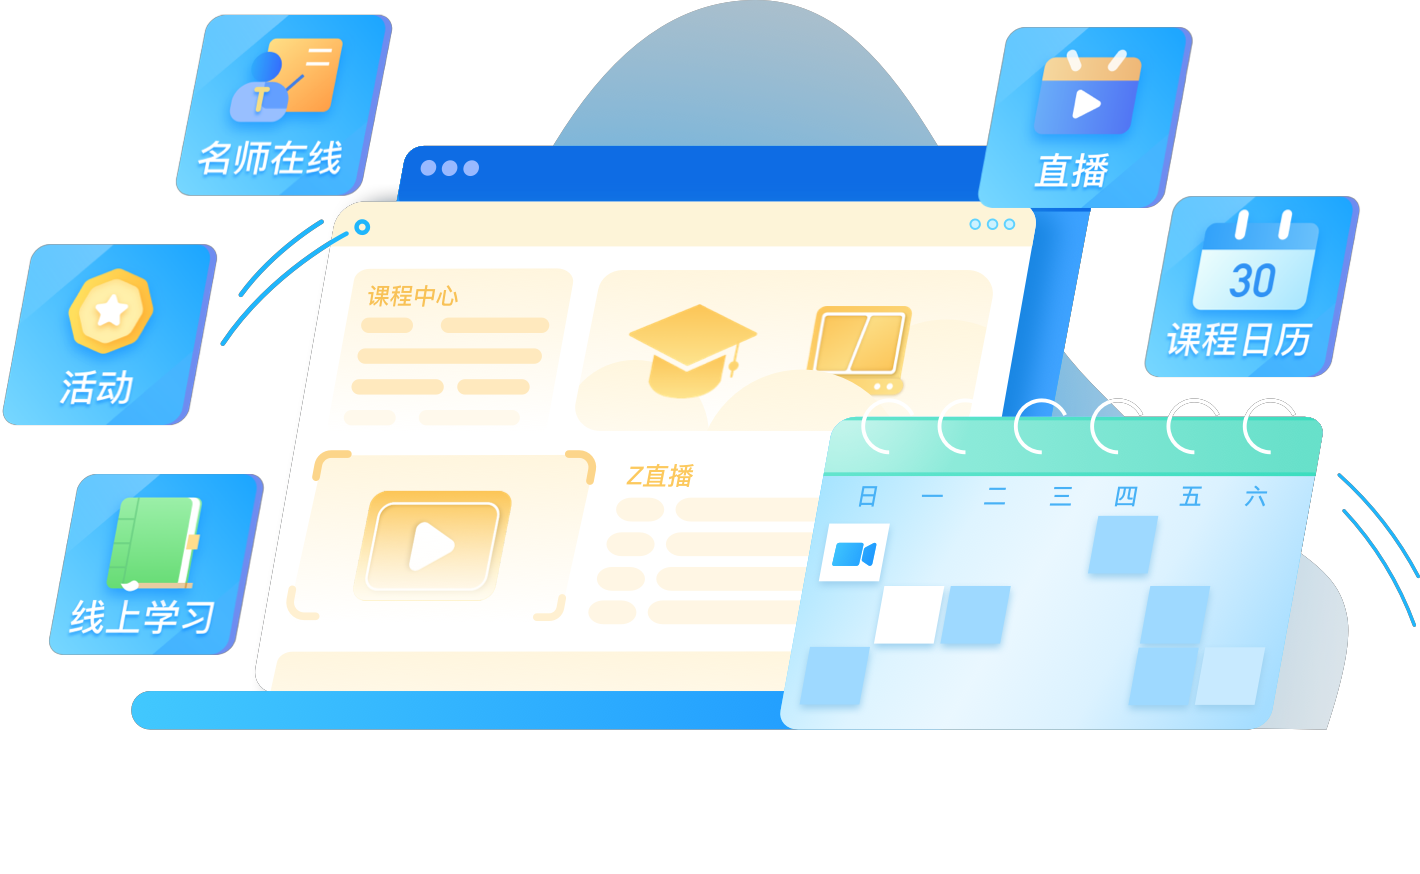 名师在线
直播
课程日历
30
活动
线上学习
课程中心
Z直播
日 一 二 三 四 五 六